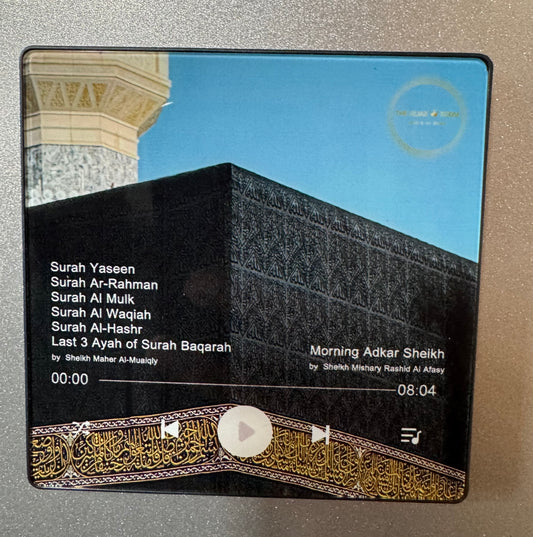 Surah Yaseen
Surah Ar-Rahman
Surah Al Mulk
Surah Al Waqiah
Surah Al-Hashr
Last 3 Ayah of Surah Baqarah
by Sheikh Maher Al-Muaiqly
Morning Adkar Sheikh
by Sheikh Mishary Rashid Al Afasy
00:00
08:04